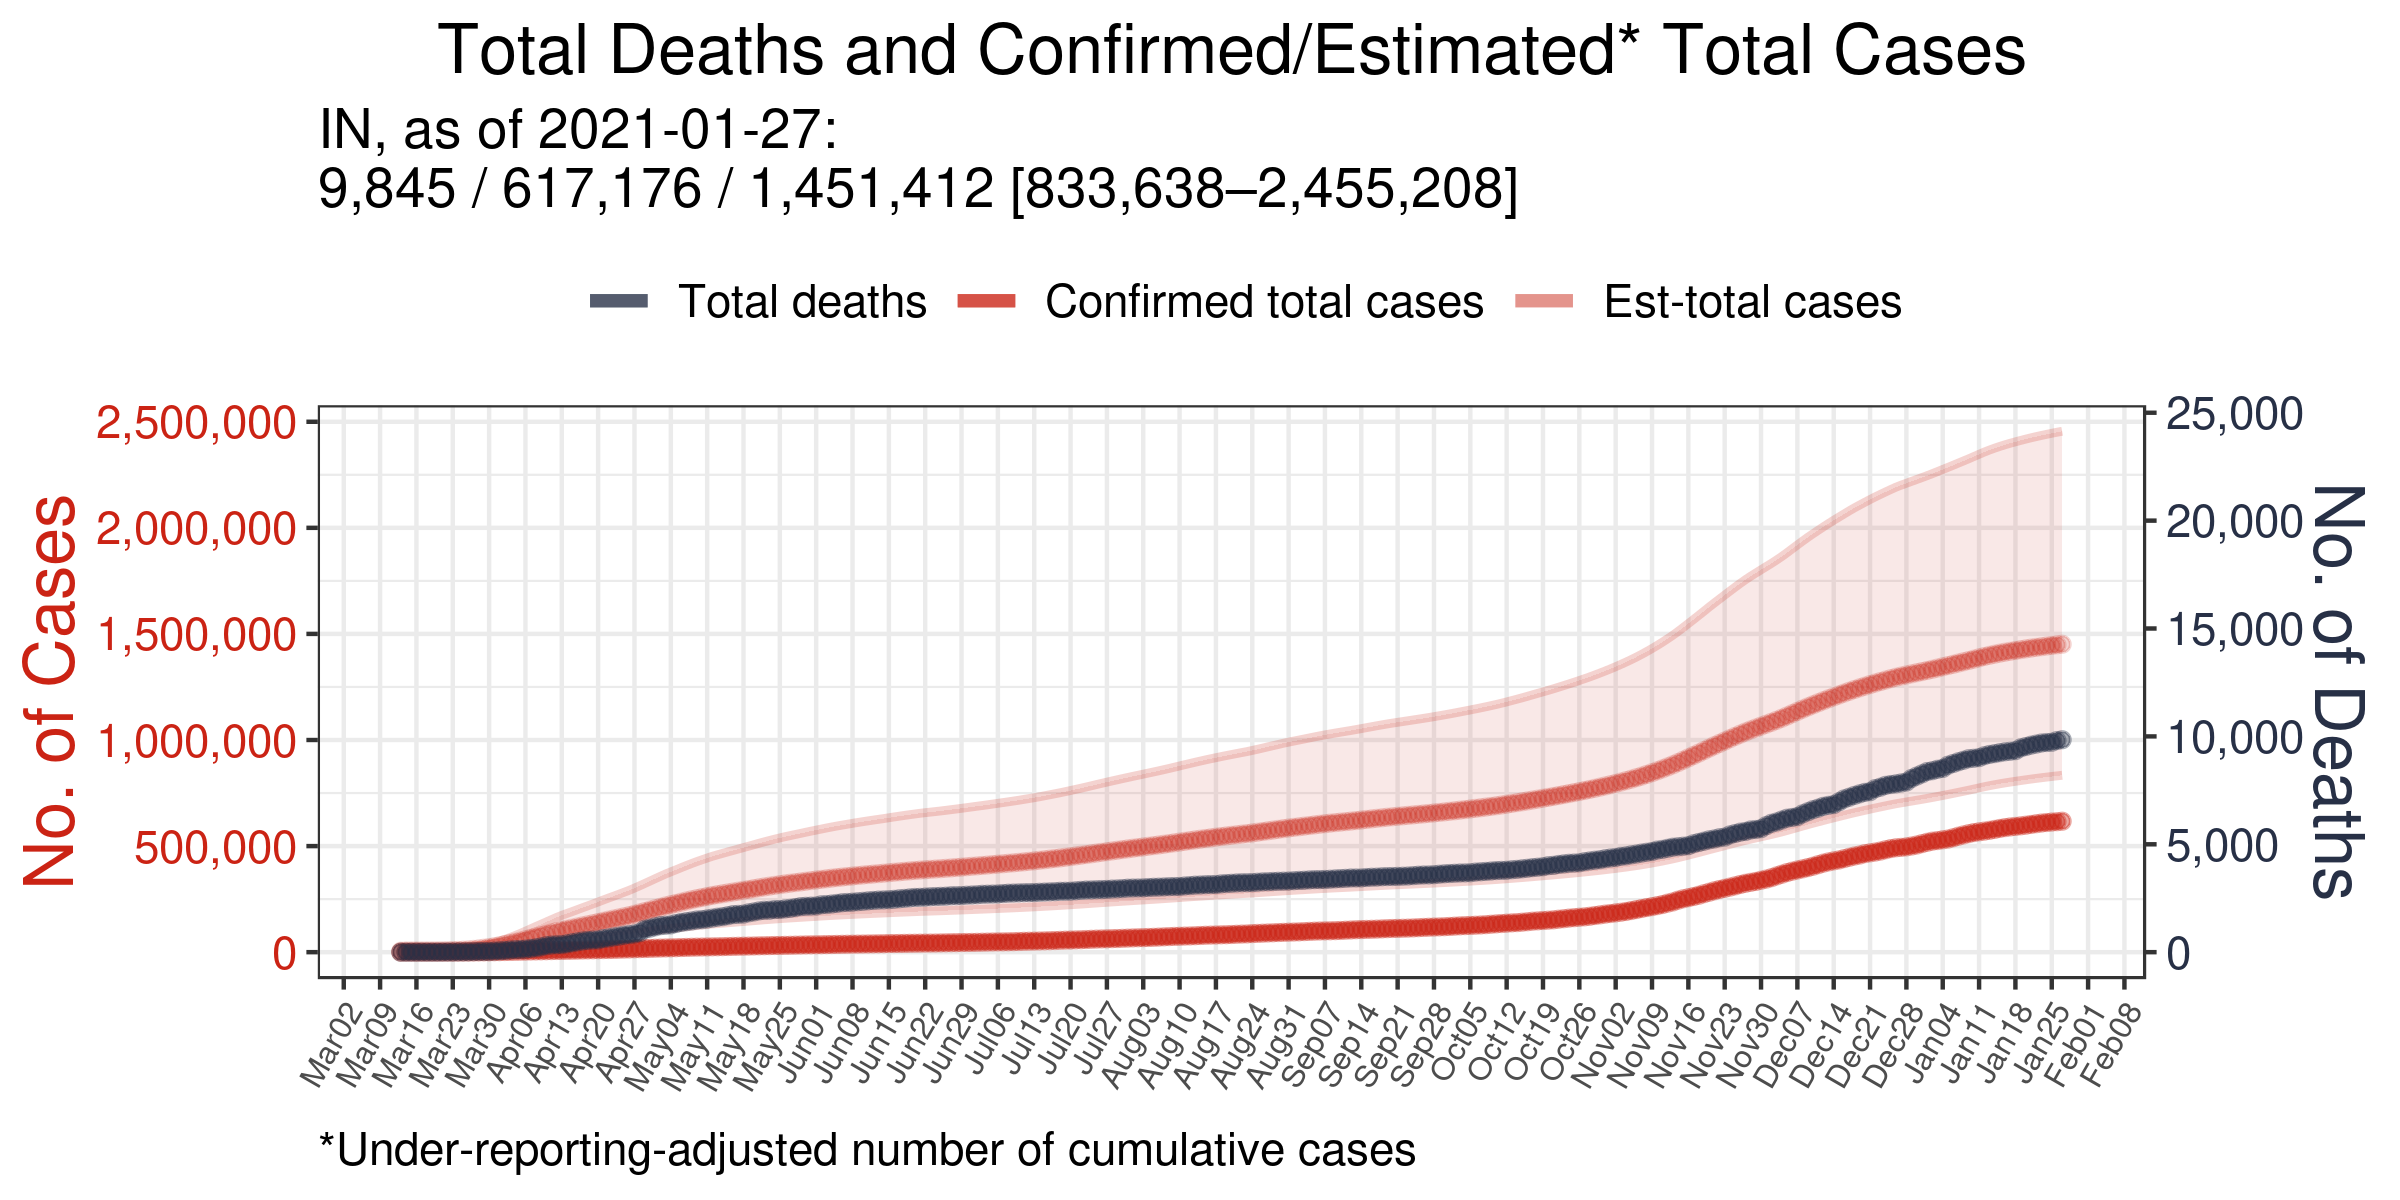 Total Deaths and Confirmed/Estimated* Total Cases
IN, as of 2021-01-27:
9,845 / 617,176 / 1,451,412 [833,638–2,455,208]
Total deaths
Confirmed total cases
Est-total cases
No. of Cases
2,500,000
2,000,000
1,500,000
1,000,000
500,000
0
25,000
20,000
15,000
10,000
5,000
0
No. of Deaths
Mar02
Mar09
Mar16
Mar23
Mar30
Apr06
Apr13
Apr20
Apr27
May04
May11
May18
May25
Jun01
Jun08
Jun15
Jun22
Jun29
Jul06
Jul13
Jul20
Jul27
Aug03
Aug10
Aug17
Aug24
Aug31
Sep07
Sep14
Sep21
Sep28
Oct05
Oct12
Oct19
Oct26
Nov02
Nov09
Nov16
Nov23
Nov30
Dec07
Dec14
Dec21
Dec28
Jan04
Jan11
Jan18
Jan25
Feb01
Feb08
*Under-reporting-adjusted number of cumulative cases